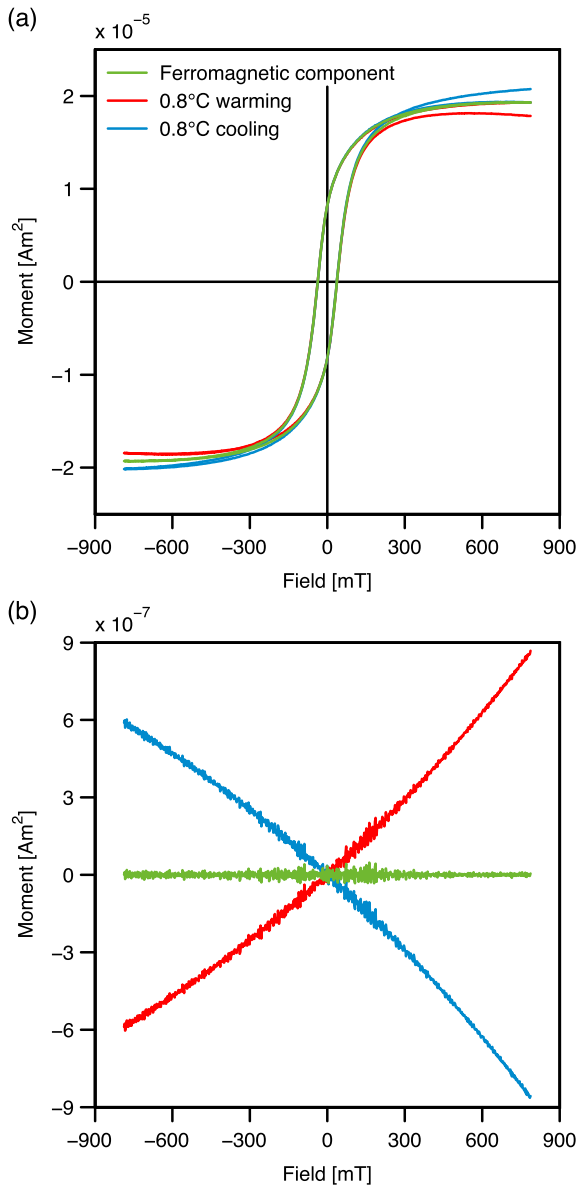 (a)
x 10⁻⁵
Ferromagnetic component
0.8°C warming
0.8°C cooling
2
1
0
−1
−2
Moment [Am²]
−900 −600 −300 0 300 600 900
Field [mT]
(b)
x 10⁻⁷
9
6
3
0
−3
−6
−9
Moment [Am²]
−900 −600 −300 0 300 600 900
Field [mT]